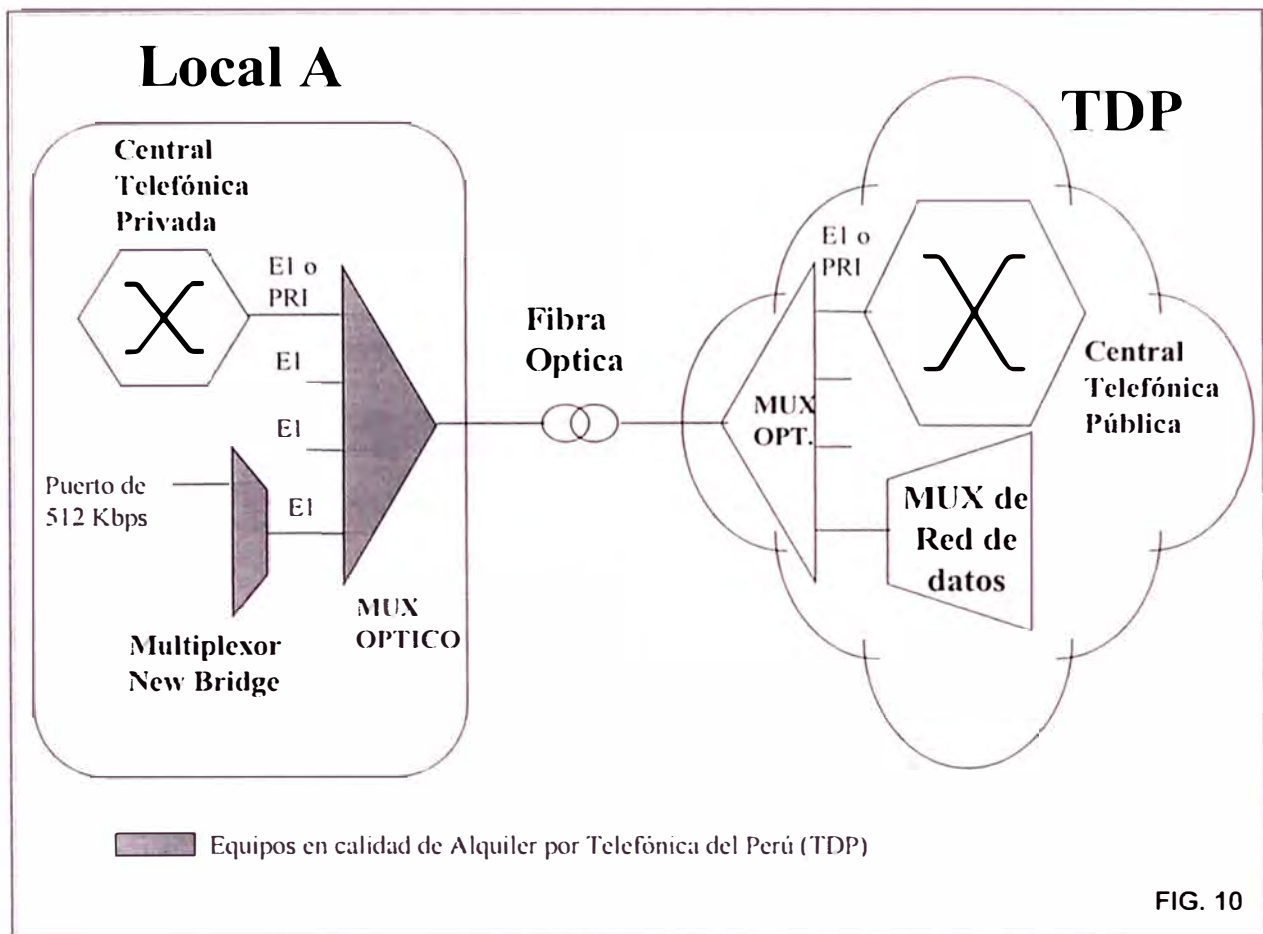 Local A
TDP
Central
Telefónica
Privada
E1 o
PRI
E1
E1
E1
Puerto de
512 Kbps
Multiplexor
New Bridge
MUX
OPTICO
Fibra
Optica
MUX
OPT.
E1 o
PRI
Central
Telefónica
Pública
MUX de
Red de
datos
Equipos en calidad de Alquiler por Telefónica del Perú (TDP)
FIG. 10